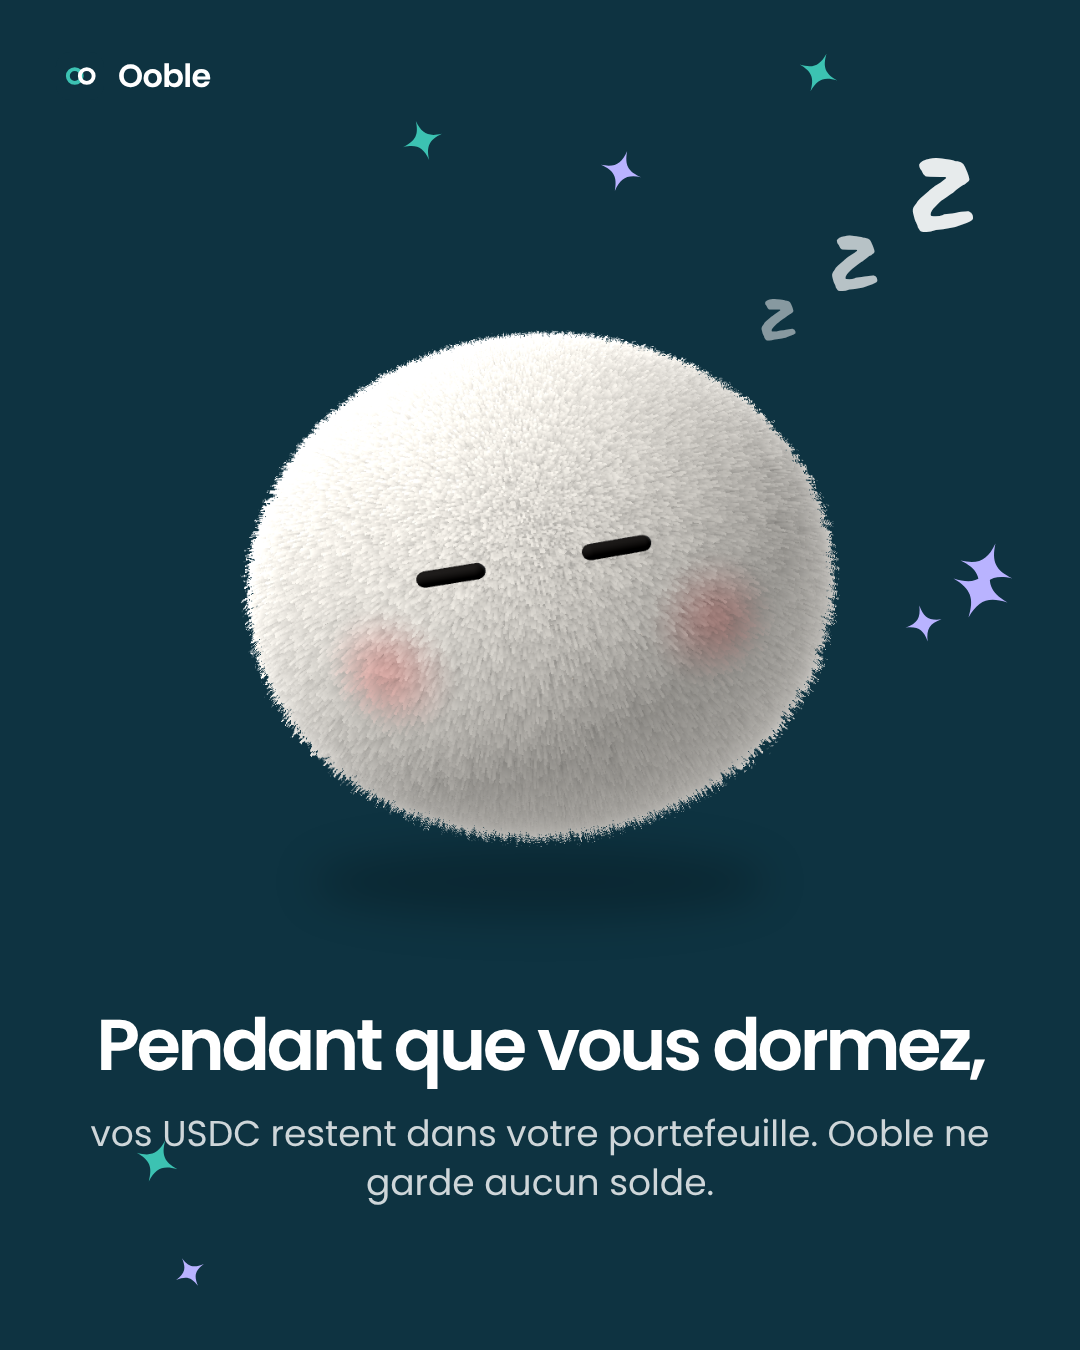 Ooble
Z
Z
Z
Pendant que vous dormez,
vos USDC restent dans votre portefeuille. Ooble ne
garde aucun solde.